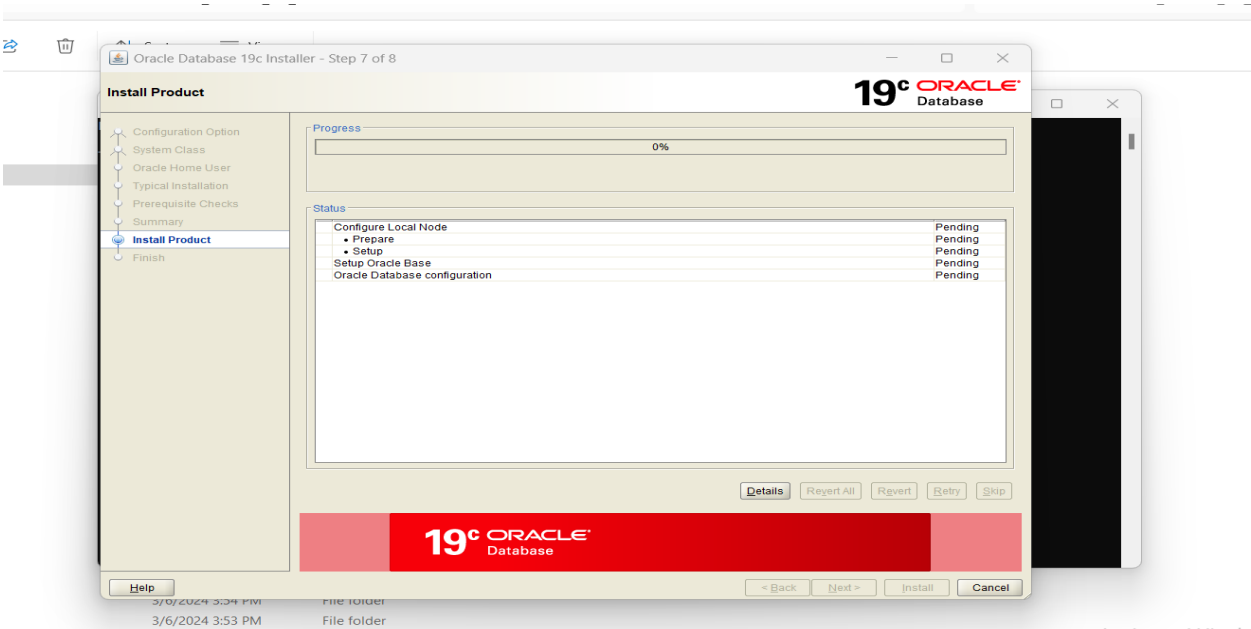 Oracle Database 19c Installer - Step 7 of 8
Install Product
19c ORACLE
Database
Configuration Option
System Class
Oracle Home User
Typical Installation
Prerequisite Checks
Summary
Install Product
Finish
Progress
0%
Status
Configure Local Node Pending
• Prepare Pending
• Setup Pending
Setup Oracle Base Pending
Oracle Database configuration Pending
Details Revert All Revert Retry Skip
19c ORACLE
Database
Help < Back Next > Install Cancel
3/6/2024 3:54 PM File folder
3/6/2024 3:53 PM File folder